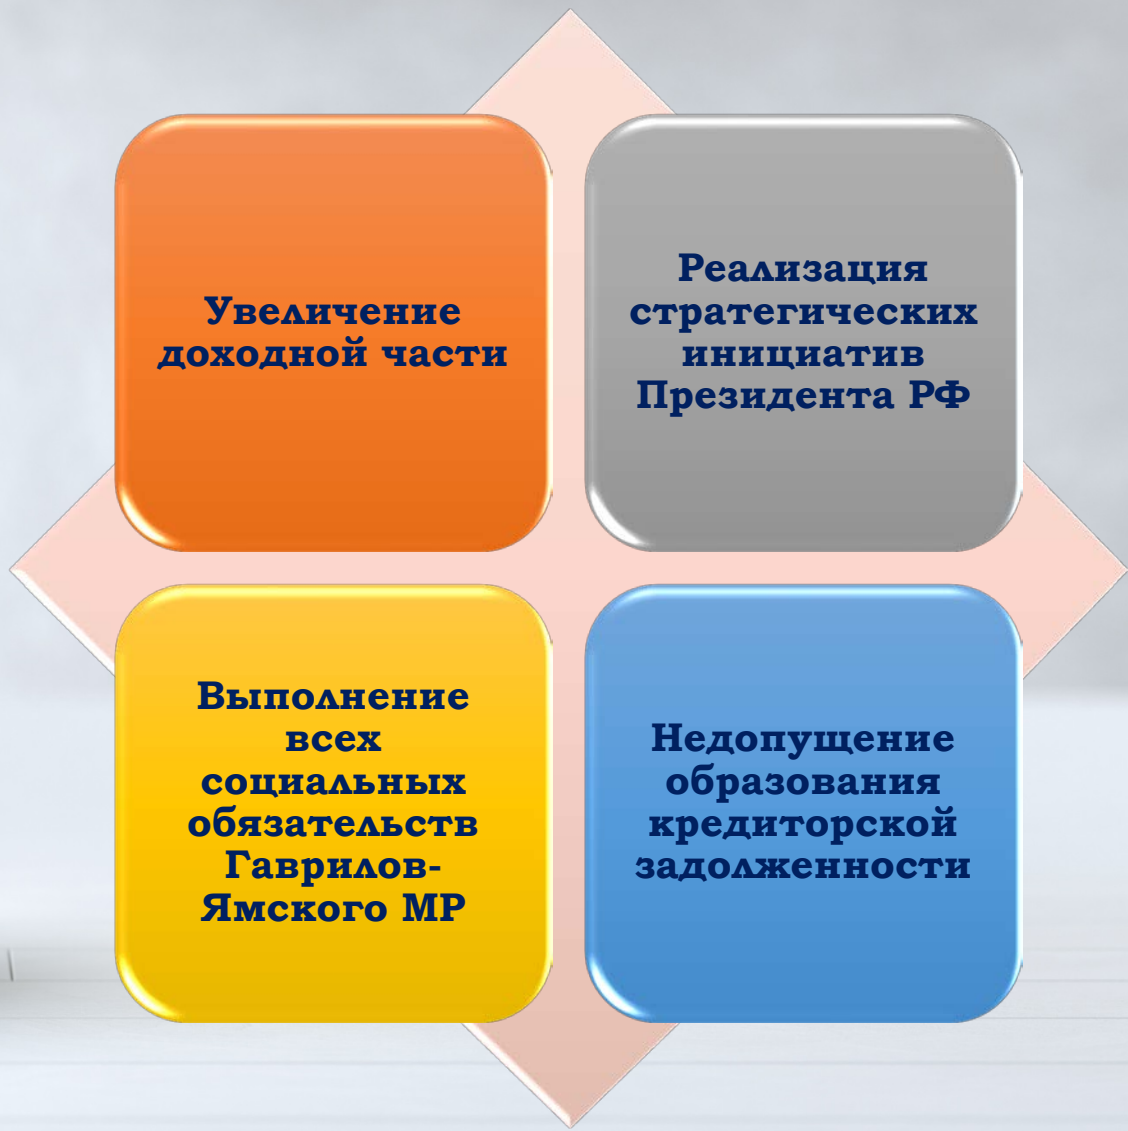 Увеличение
доходной части
Реализация
стратегических
инициатив
Президента РФ
Выполнение
всех
социальных
обязательств
Гаврилов-
Ямского МР
Недопущение
образования
кредиторской
задолженности